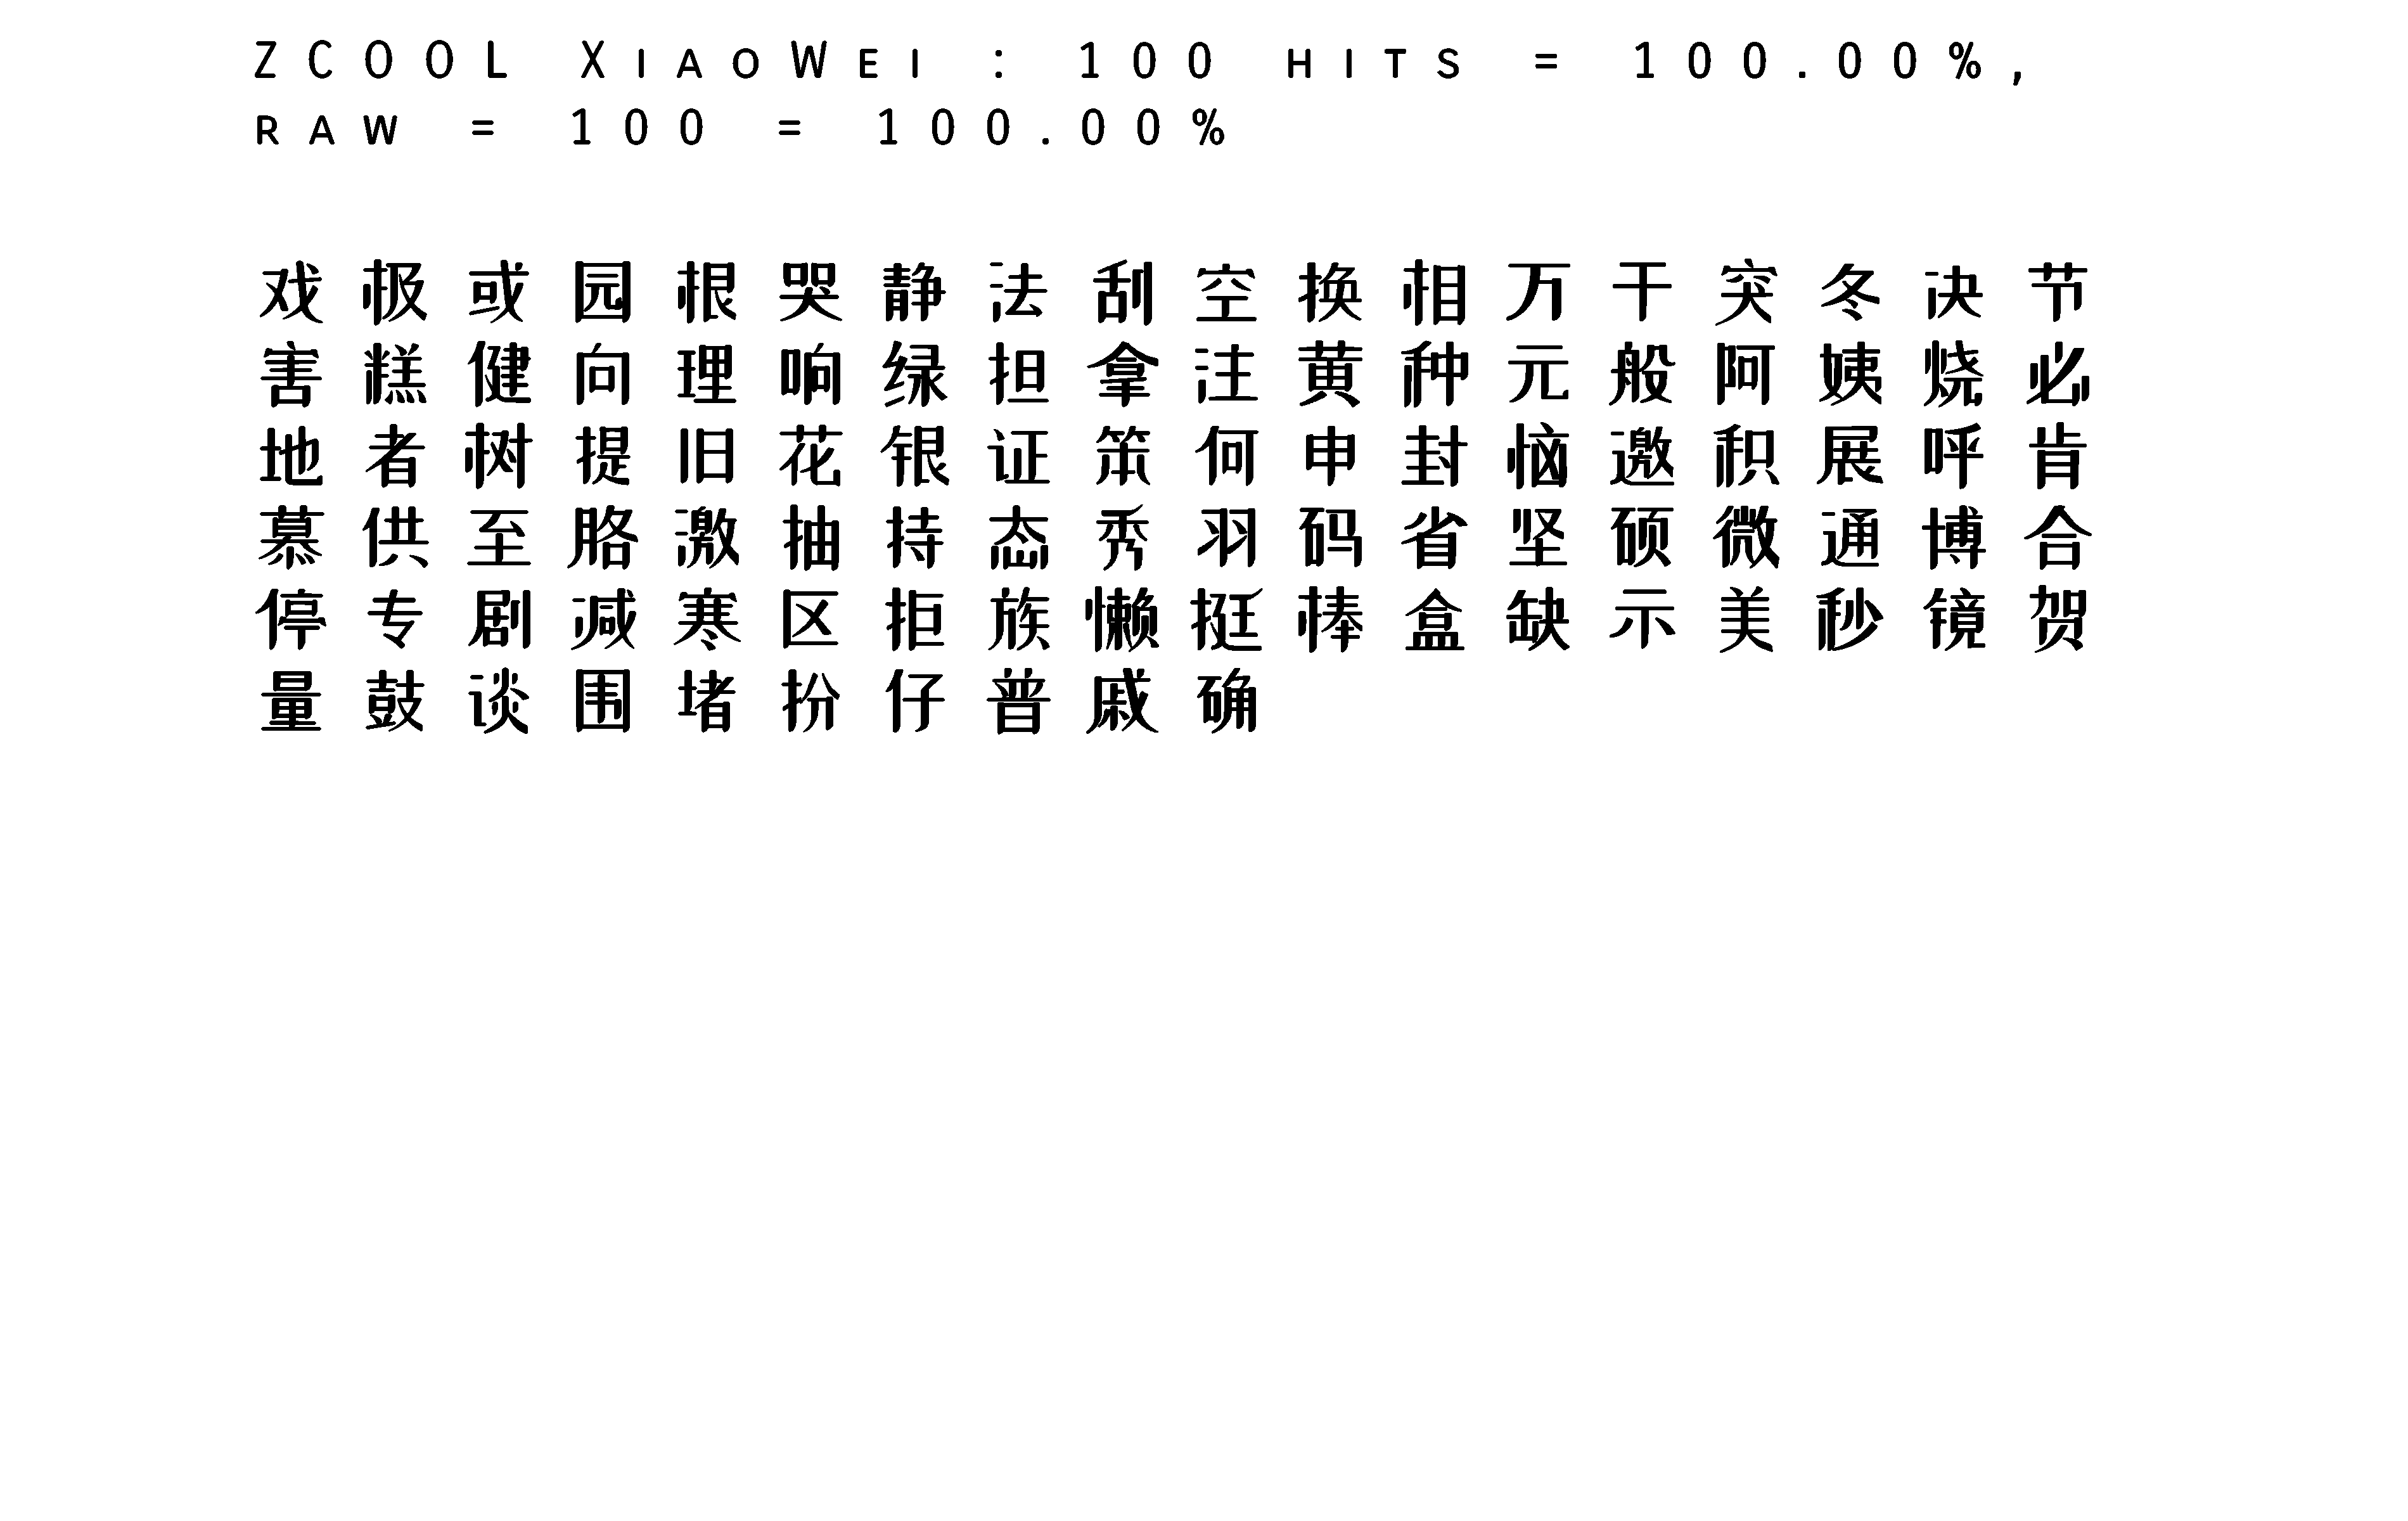 ZCOOL XiaoWei : 100 hits = 100.00%,
raw = 100 = 100.00%
戏极或园根哭静法刮空换相万干突冬决节
害糕健向理响绿担拿注黄种元般阿姨烧必
地者树提旧花银证笨何申封恼邀积展呼肯
慕供至胳激抽持态秀羽码省坚硕微通博合
停专剧减寒区拒族懒挺棒盒缺示美秒镜贺
量鼓谈围堵扮仔普戚确